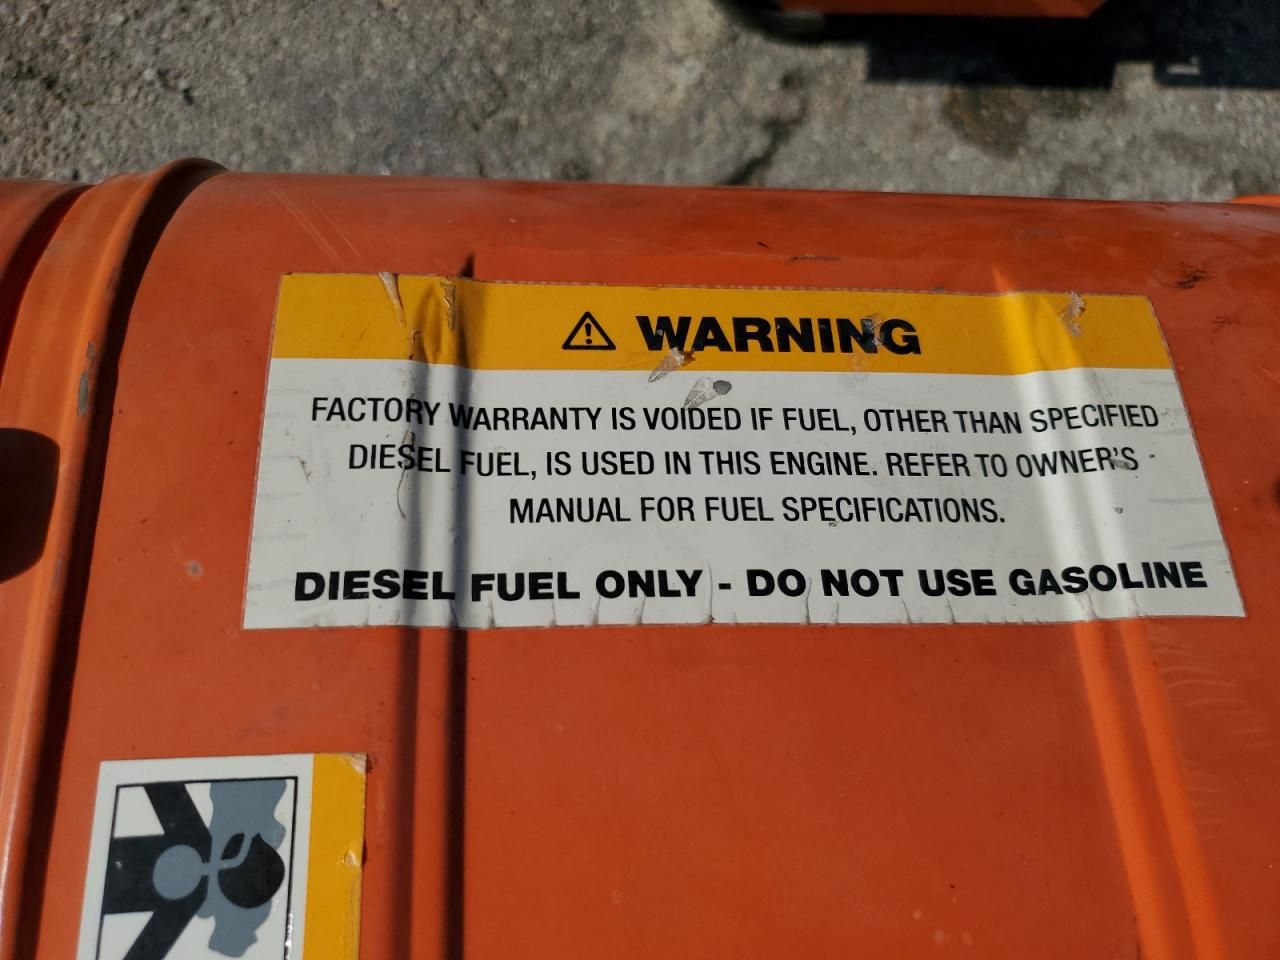 WARNING
FACTORY WARRANTY IS VOIDED IF FUEL, OTHER THAN SPECIFIED
DIESEL FUEL, IS USED IN THIS ENGINE. REFER TO OWNER'S
MANUAL FOR FUEL SPECIFICATIONS.
DIESEL FUEL ONLY - DO NOT USE GASOLINE